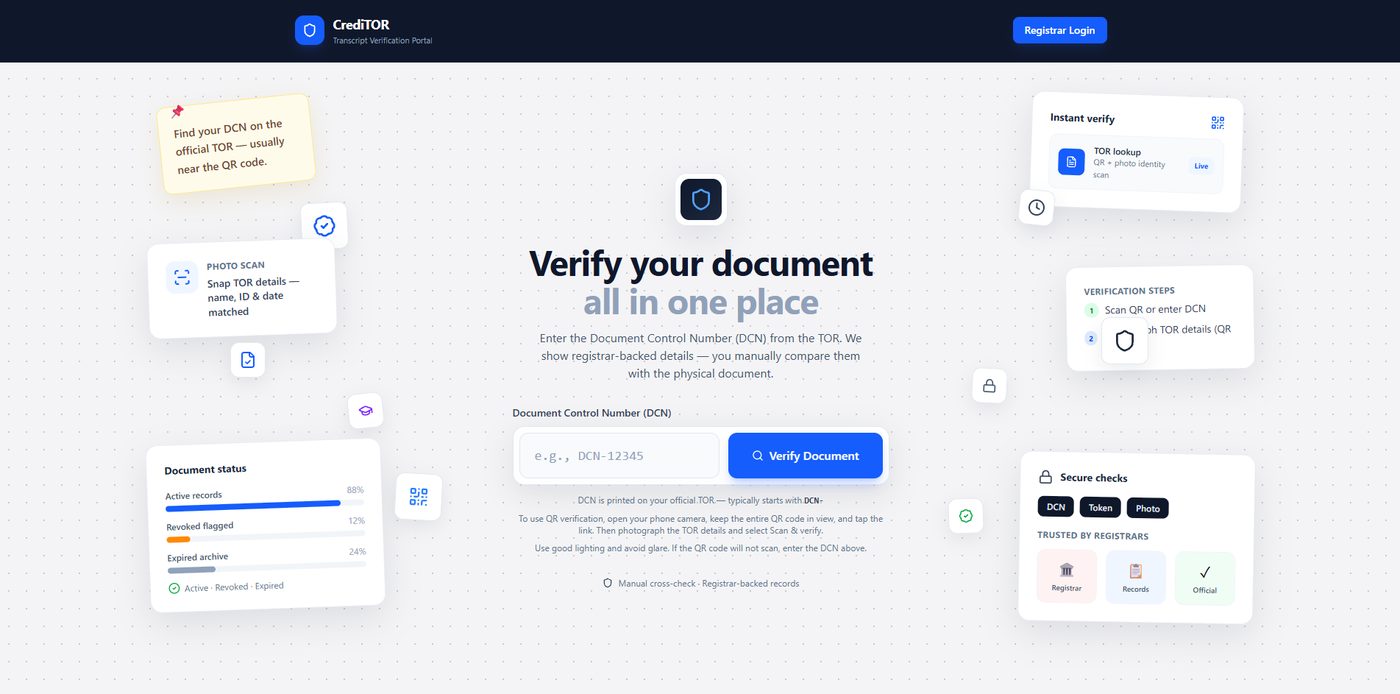 CrediTOR
Transcript Verification Portal
Registrar Login
Find your DCN on the
official TOR — usually
near the QR code.
PHOTO SCAN
Snap TOR details —
name, ID & date
matched
Document status
Active records 88%
Revoked flagged 12%
Expired archive 24%
Active · Revoked · Expired
Verify your document
all in one place
Enter the Document Control Number (DCN) from the TOR. We
show registrar-backed details — you manually compare them
with the physical document.
Document Control Number (DCN)
e.g., DCN-12345
Verify Document
DCN is printed on your official TOR — typically starts with DCN-
To use QR verification, open your phone camera, keep the entire QR code in view, and tap the
link. Then photograph the TOR details and select Scan & verify.
Use good lighting and avoid glare. If the QR code will not scan, enter the DCN above.
Manual cross-check · Registrar-backed records
Instant verify
TOR lookup
QR + photo identity
scan
Live
VERIFICATION STEPS
1 Scan QR or enter DCN
2 TOR details (QR
Secure checks
DCN Token Photo
TRUSTED BY REGISTRARS
Registrar Records Official